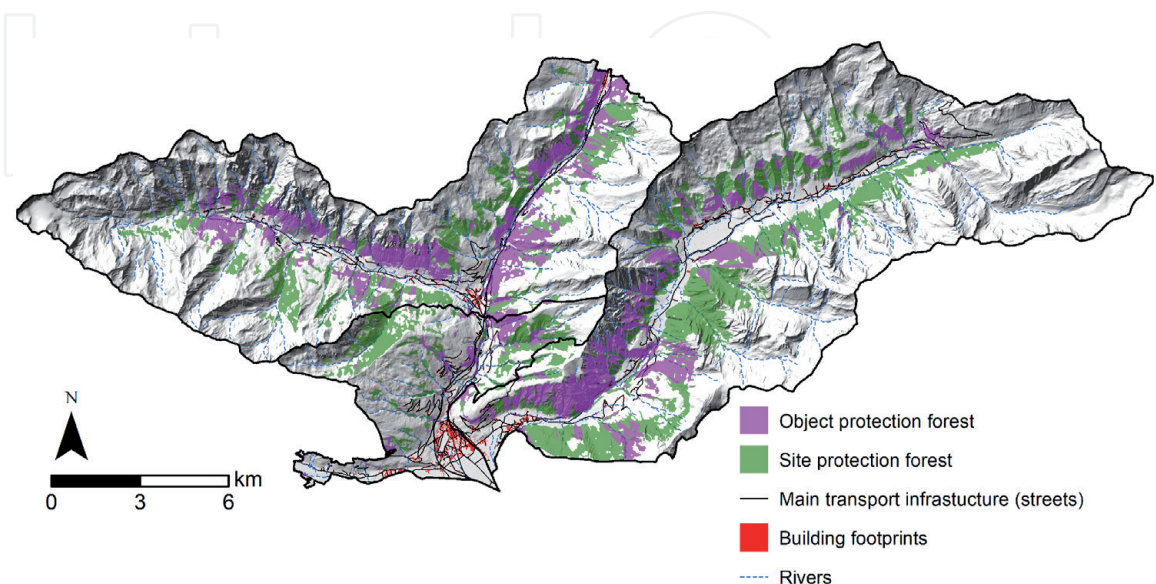 N
km
0 3 6
Object protection forest
Site protection forest
Main transport infrastucture (streets)
Building footprints
Rivers